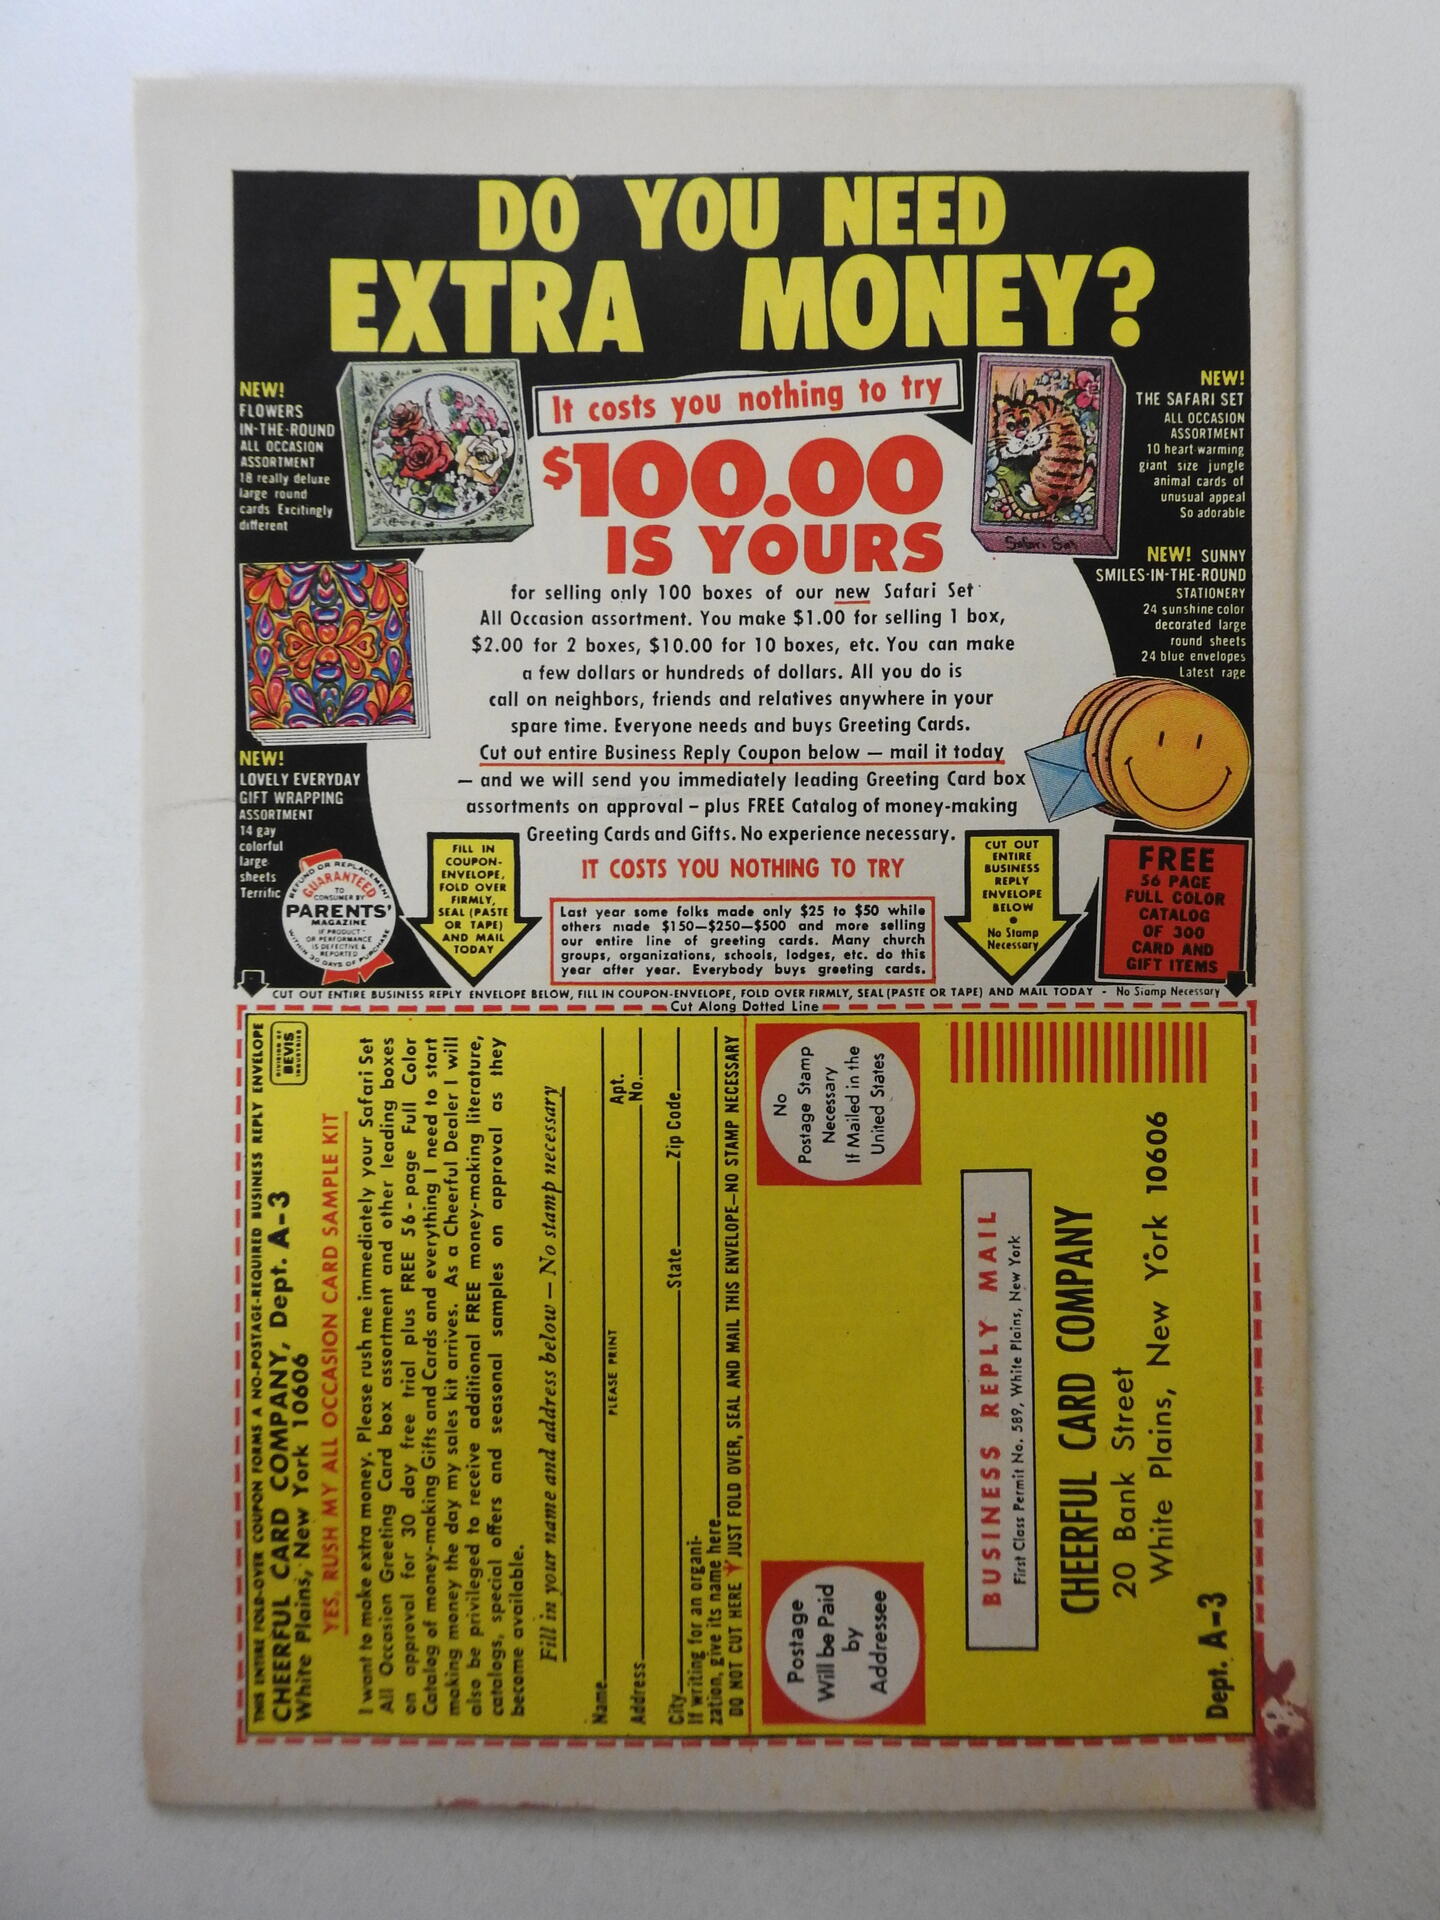 DO YOU NEED
EXTRA MONEY?
NEW!
FLOWERS
IN-THE-ROUND
ALL OCCASION
ASSORTMENT
18 really deluxe
large round
cards Excitingly
different
It costs you nothing to try
$100.00
IS YOURS
NEW!
THE SAFARI SET
ALL OCCASION
ASSORTMENT
10 heart warming
giant size jungle
animal cards of
unusual appeal
So adorable
Safari Set
for selling only 100 boxes of our new Safari Set
All Occasion assortment. You make $1.00 for selling 1 box,
$2.00 for 2 boxes, $10.00 for 10 boxes, etc. You can make
a few dollars or hundreds of dollars. All you do is
call on neighbors, friends and relatives anywhere in your
spare time. Everyone needs and buys Greeting Cards.
Cut out entire Business Reply Coupon below — mail it today
— and we will send you immediately leading Greeting Card box
assortments on approval – plus FREE Catalog of money-making
Greeting Cards and Gifts. No experience necessary.
IT COSTS YOU NOTHING TO TRY
NEW! SUNNY
SMILES-IN-THE-ROUND
STATIONERY
24 sunshine color
decorated large
round sheets
24 blue envelopes
Latest rage
NEW!
LOVELY EVERYDAY
GIFT WRAPPING
ASSORTMENT
14 gay
colorful
large
sheets
Terrific
REFUND OR REPLACEMENT
GUARANTEED
TO
CONSUMER BY
PARENTS'
MAGAZINE
IF PRODUCT
OR PERFORMANCE
IS DEFECTIVE &
REPORTED
WITHIN 30 DAYS OF PURCHASE
FILL IN
COUPON-
ENVELOPE,
FOLD OVER
FIRMLY,
SEAL (PASTE
OR TAPE)
AND MAIL
TODAY
Last year some folks made only $25 to $50 while
others made $150—$250—$500 and more selling
our entire line of greeting cards. Many church
groups, organizations, schools, lodges, etc. do this
year after year. Everybody buys greeting cards.
CUT OUT
ENTIRE
BUSINESS
REPLY
ENVELOPE
BELOW
•
No Stamp
Necessary
FREE
56 PAGE
FULL COLOR
CATALOG
OF 300
CARD AND
GIFT ITEMS
CUT OUT ENTIRE BUSINESS REPLY ENVELOPE BELOW, FILL IN COUPON-ENVELOPE, FOLD OVER FIRMLY, SEAL (PASTE OR TAPE) AND MAIL TODAY - No Stamp Necessary
Cut Along Dotted Line
THIS ENTIRE FOLD-OVER COUPON FORMS A NO-POSTAGE-REQUIRED BUSINESS REPLY ENVELOPE
CHEERFUL CARD COMPANY, Dept. A-3
White Plains, New York 10606
DIVISION OF
BEVIS
INDUSTRIES
YES, RUSH MY ALL OCCASION CARD SAMPLE KIT
I want to make extra money. Please rush me immediately your Safari Set
All Occasion Greeting Card box assortment and other leading boxes
on approval for 30 day free trial plus FREE 56-page Full Color
Catalog of money-making Gifts and Cards and everything I need to start
making money the day my sales kit arrives. As a Cheerful Dealer I will
also be privileged to receive additional FREE money-making literature,
catalogs, special offers and seasonal samples on approval as they
become available.
Fill in your name and address below — No stamp necessary
Name
PLEASE PRINT
Address Apt. No.
City State Zip Code
If writing for an organi-
zation, give its name here
DO NOT CUT HERE JUST FOLD OVER, SEAL AND MAIL THIS ENVELOPE—NO STAMP NECESSARY
Postage
Will be Paid
by
Addressee
No
Postage Stamp
Necessary
If Mailed in the
United States
BUSINESS REPLY MAIL
First Class Permit No. 589, White Plains, New York
CHEERFUL CARD COMPANY
20 Bank Street
White Plains, New York 10606
Dept. A-3